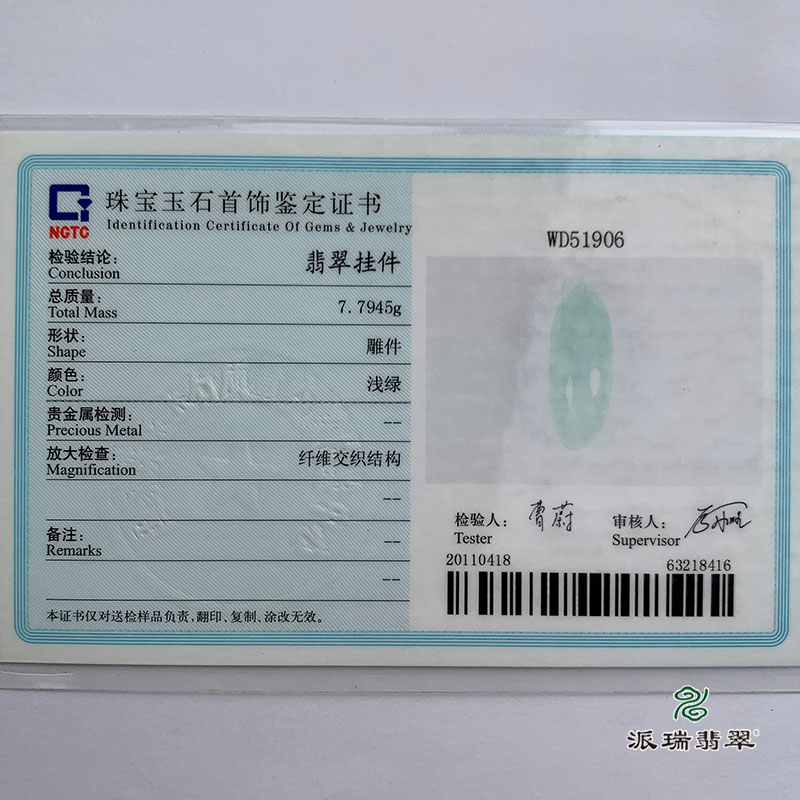 NGTC
珠宝玉石首饰鉴定证书
Identification Certificate Of Gems & Jewelry
检验结论: 翡翠挂件
Conclusion
总质量: 7.7945g
Total Mass
形状: 雕件
Shape
颜色: 浅绿
Color
贵金属检测: --
Precious Metal
放大检查: 纤维交织结构
Magnification
--
备注: --
Remarks
--
本证书仅对送检样品负责,翻印、复制、涂改无效。
WD51906
检验人: 曹蔚
Tester
审核人:
Supervisor
20110418 63218416
派瑞翡翠